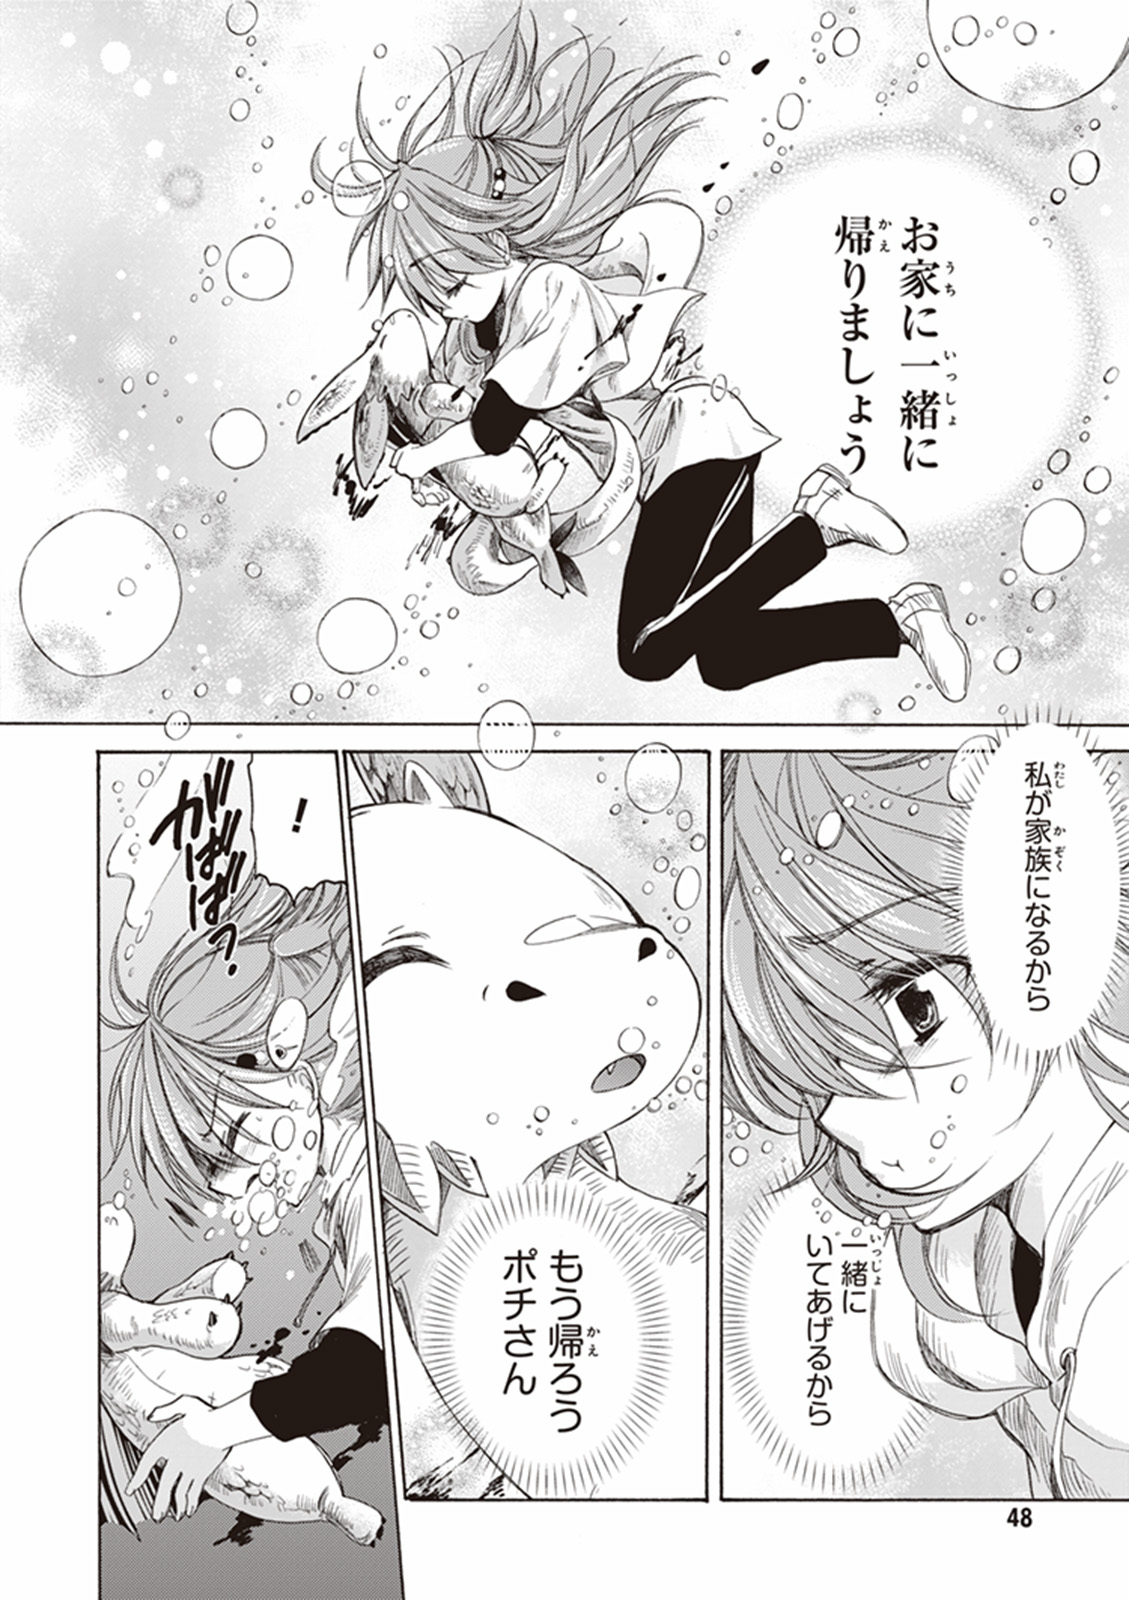 お家に一緒に
帰りましょう
私が家族になるから
一緒に
いてあげるから
もう帰ろう
ポチさん
！
がばばばっ
48